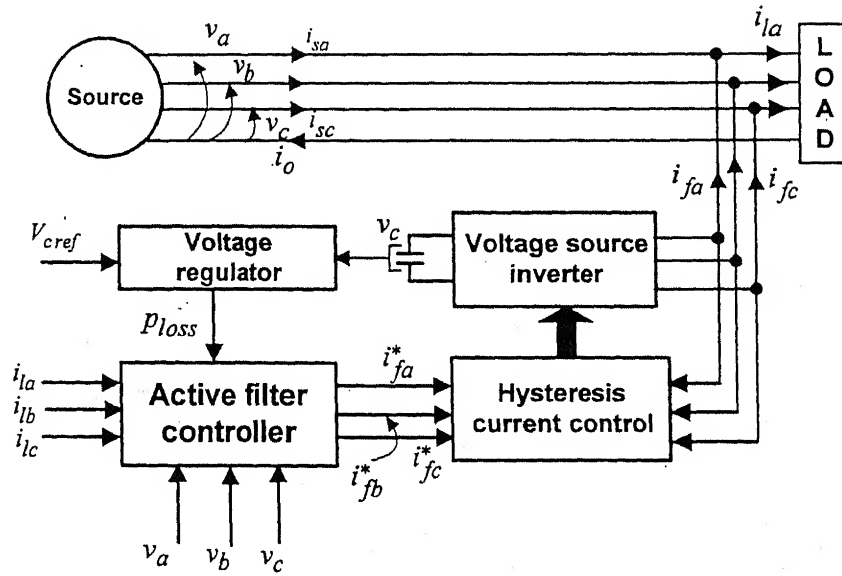 v_a
i_sa
i_la
v_b
Source
v_c
i_sc
i_o
L
O
A
D
i_fa
i_fc
V_cref
Voltage
regulator
v_c
Voltage source
inverter
p_loss
i_la
i_lb
i_lc
Active filter
controller
i*_fa
i*_fb
i*_fc
Hysteresis
current control
v_a
v_b
v_c